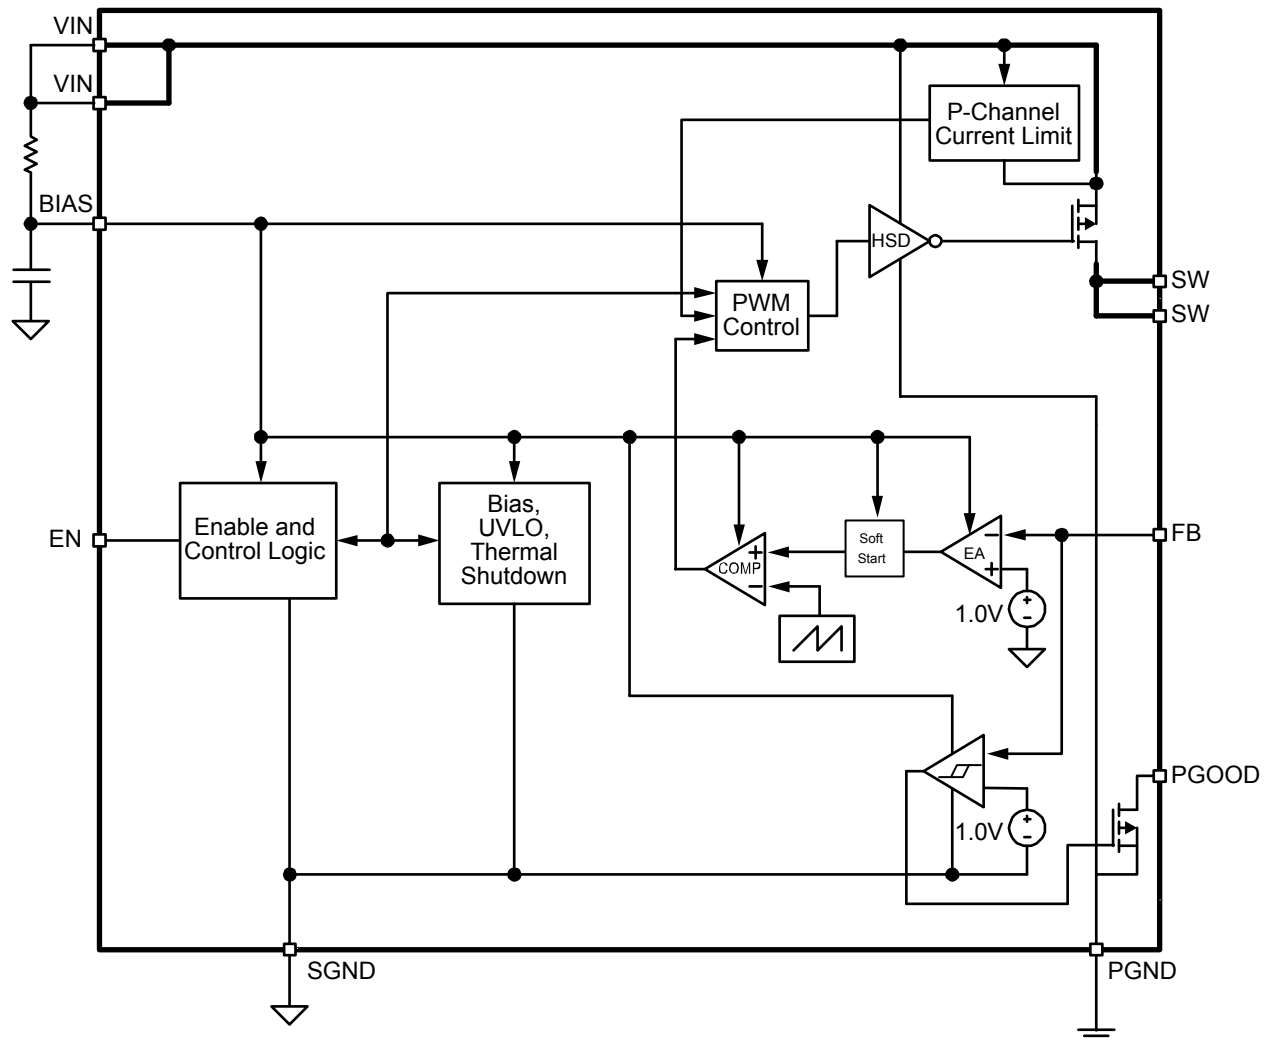 VIN
VIN
P-Channel
Current Limit
BIAS
HSD
SW
PWM
Control
SW
Enable and
Control Logic
Bias,
UVLO,
Thermal
Shutdown
EN
Soft
Start
COMP
+
−
EA
−
+
FB
1.0V
+
−
PGOOD
1.0V
+
−
SGND
PGND